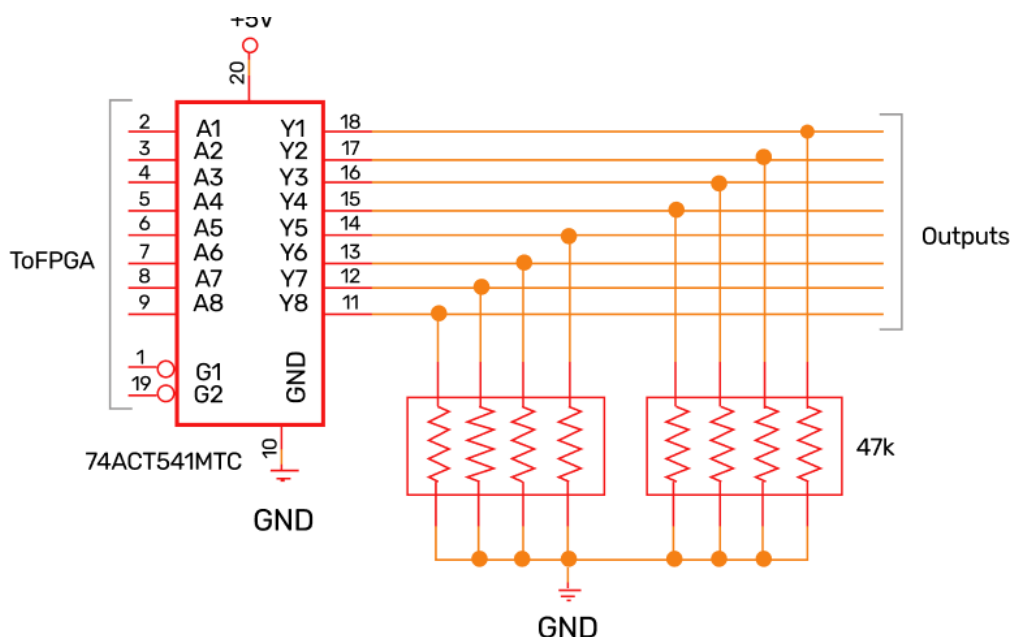 +5V
20
2 A1 Y1 18
3 A2 Y2 17
4 A3 Y3 16
5 A4 Y4 15
6 A5 Y5 14
7 A6 Y6 13
8 A7 Y7 12
9 A8 Y8 11
ToFPGA
Outputs
1 G1
19 G2
GND
10
74ACT541MTC
GND
47k
GND